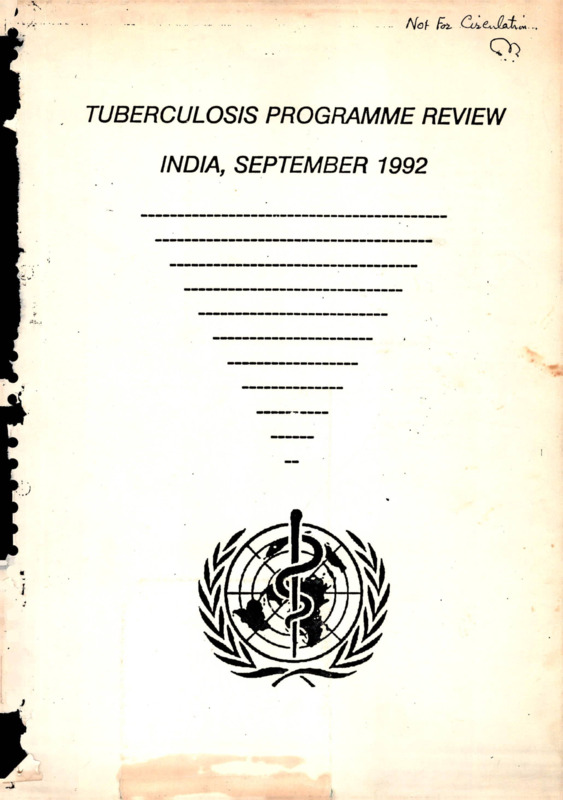 Not For Circulation...
TUBERCULOSIS PROGRAMME REVIEW
INDIA, SEPTEMBER 1992